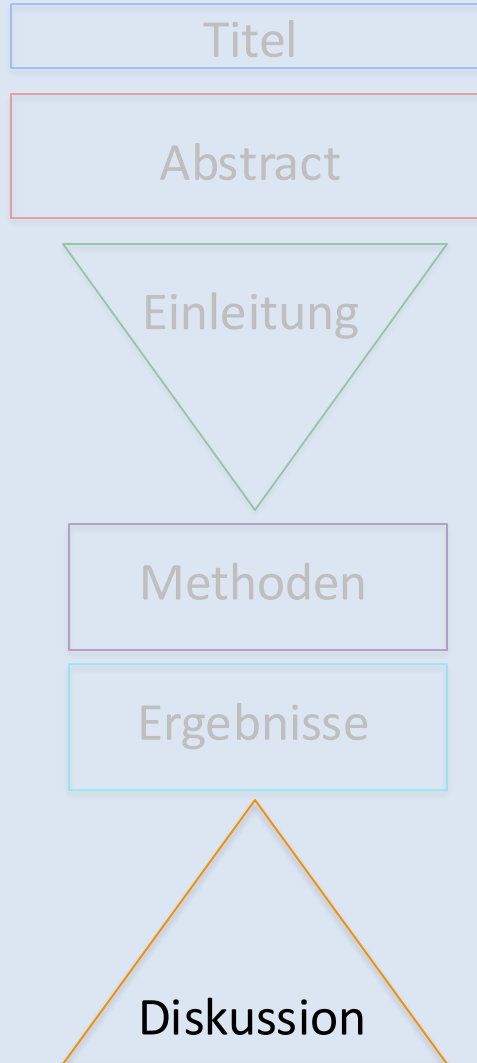 Titel
Abstract
Einleitung
Methoden
Ergebnisse
Diskussion